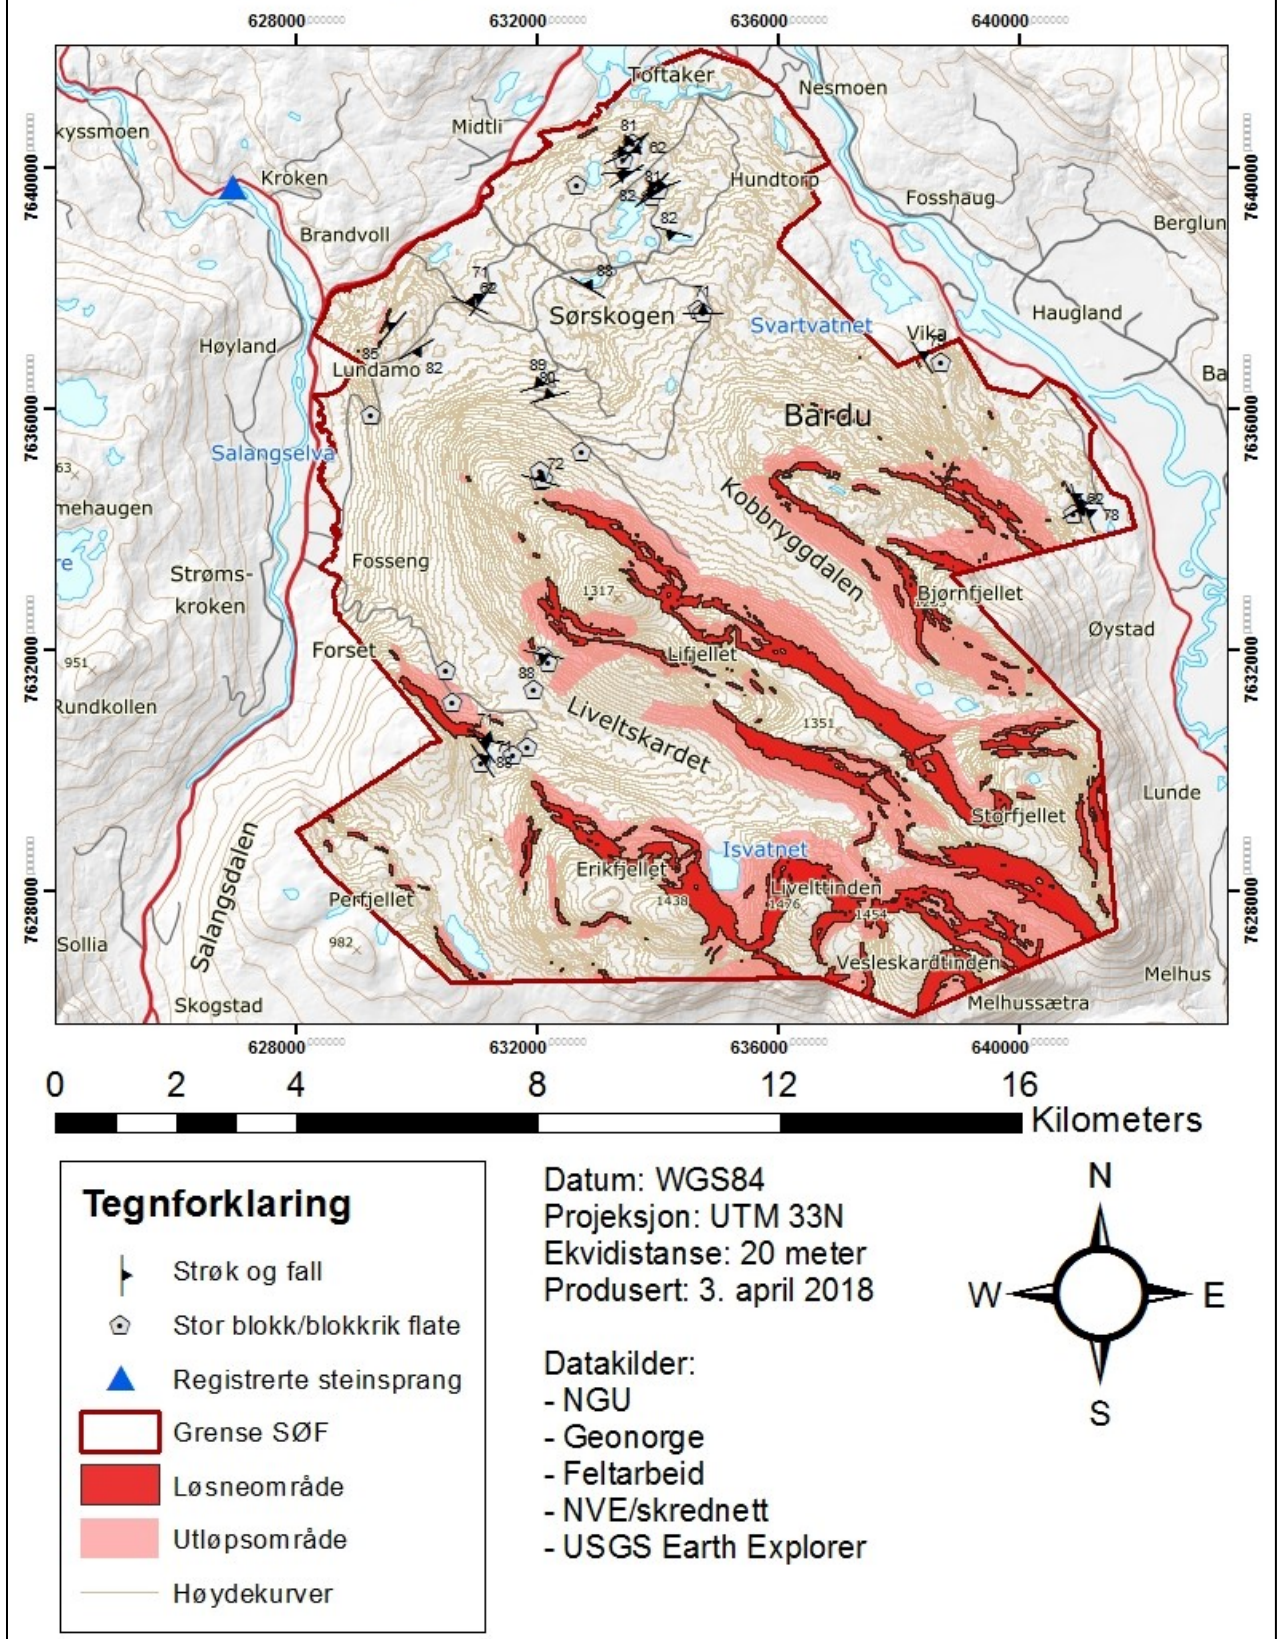 628000 632000 636000 640000
7640000
7636000
7632000
7628000
7640000
7636000
7632000
7628000
Toftaker
Nesmoen
kyssmoen
Midtli
81
62
Kroken
81
Hundtorp
82
Fosshaug
Berglun
Brandvoll
82
71
62
88
71
Sørskogen
Svartvatnet
Haugland
Vika
Høyland
85
Lundamo
82
89
80
Ba
Bardu
Salangselva
63
72
Kobbryggdalen
mehaugen
62
78
re
Fosseng
Strøms-
kroken
1317
Bjørnfjellet
Øystad
Forset
Lifjellet
951
88
Rundkollen
Liveltskardet
1351
71
Lunde
Storfjellet
Salangsdalen
Isvatnet
Erikfjellet
Livelttinden
Perfjellet
1438
1476
1454
982
Sollia
Vesleskardtinden
Melhus
Skogstad
Melhussætra
628000 632000 636000 640000
0 2 4 8 12 16
Kilometers
Tegnforklaring
Strøk og fall
Stor blokk/blokkrik flate
Registrerte steinsprang
Grense SØF
Løsneområde
Utløpsområde
Høydekurver
Datum: WGS84
Projeksjon: UTM 33N
Ekvidistanse: 20 meter
Produsert: 3. april 2018
Datakilder:
- NGU
- Geonorge
- Feltarbeid
- NVE/skrednett
- USGS Earth Explorer
N
W E
S